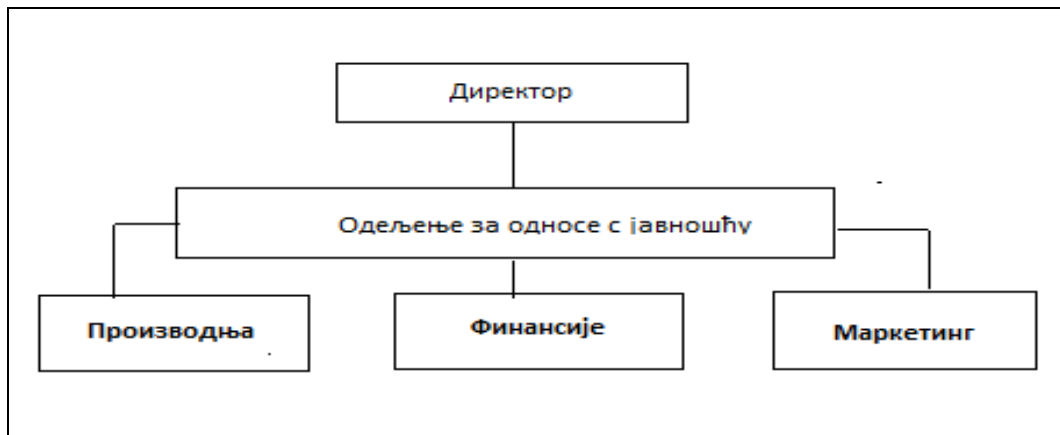 Директор
Одељење за односе с јавношћу
Производња
Финансије
Маркетинг